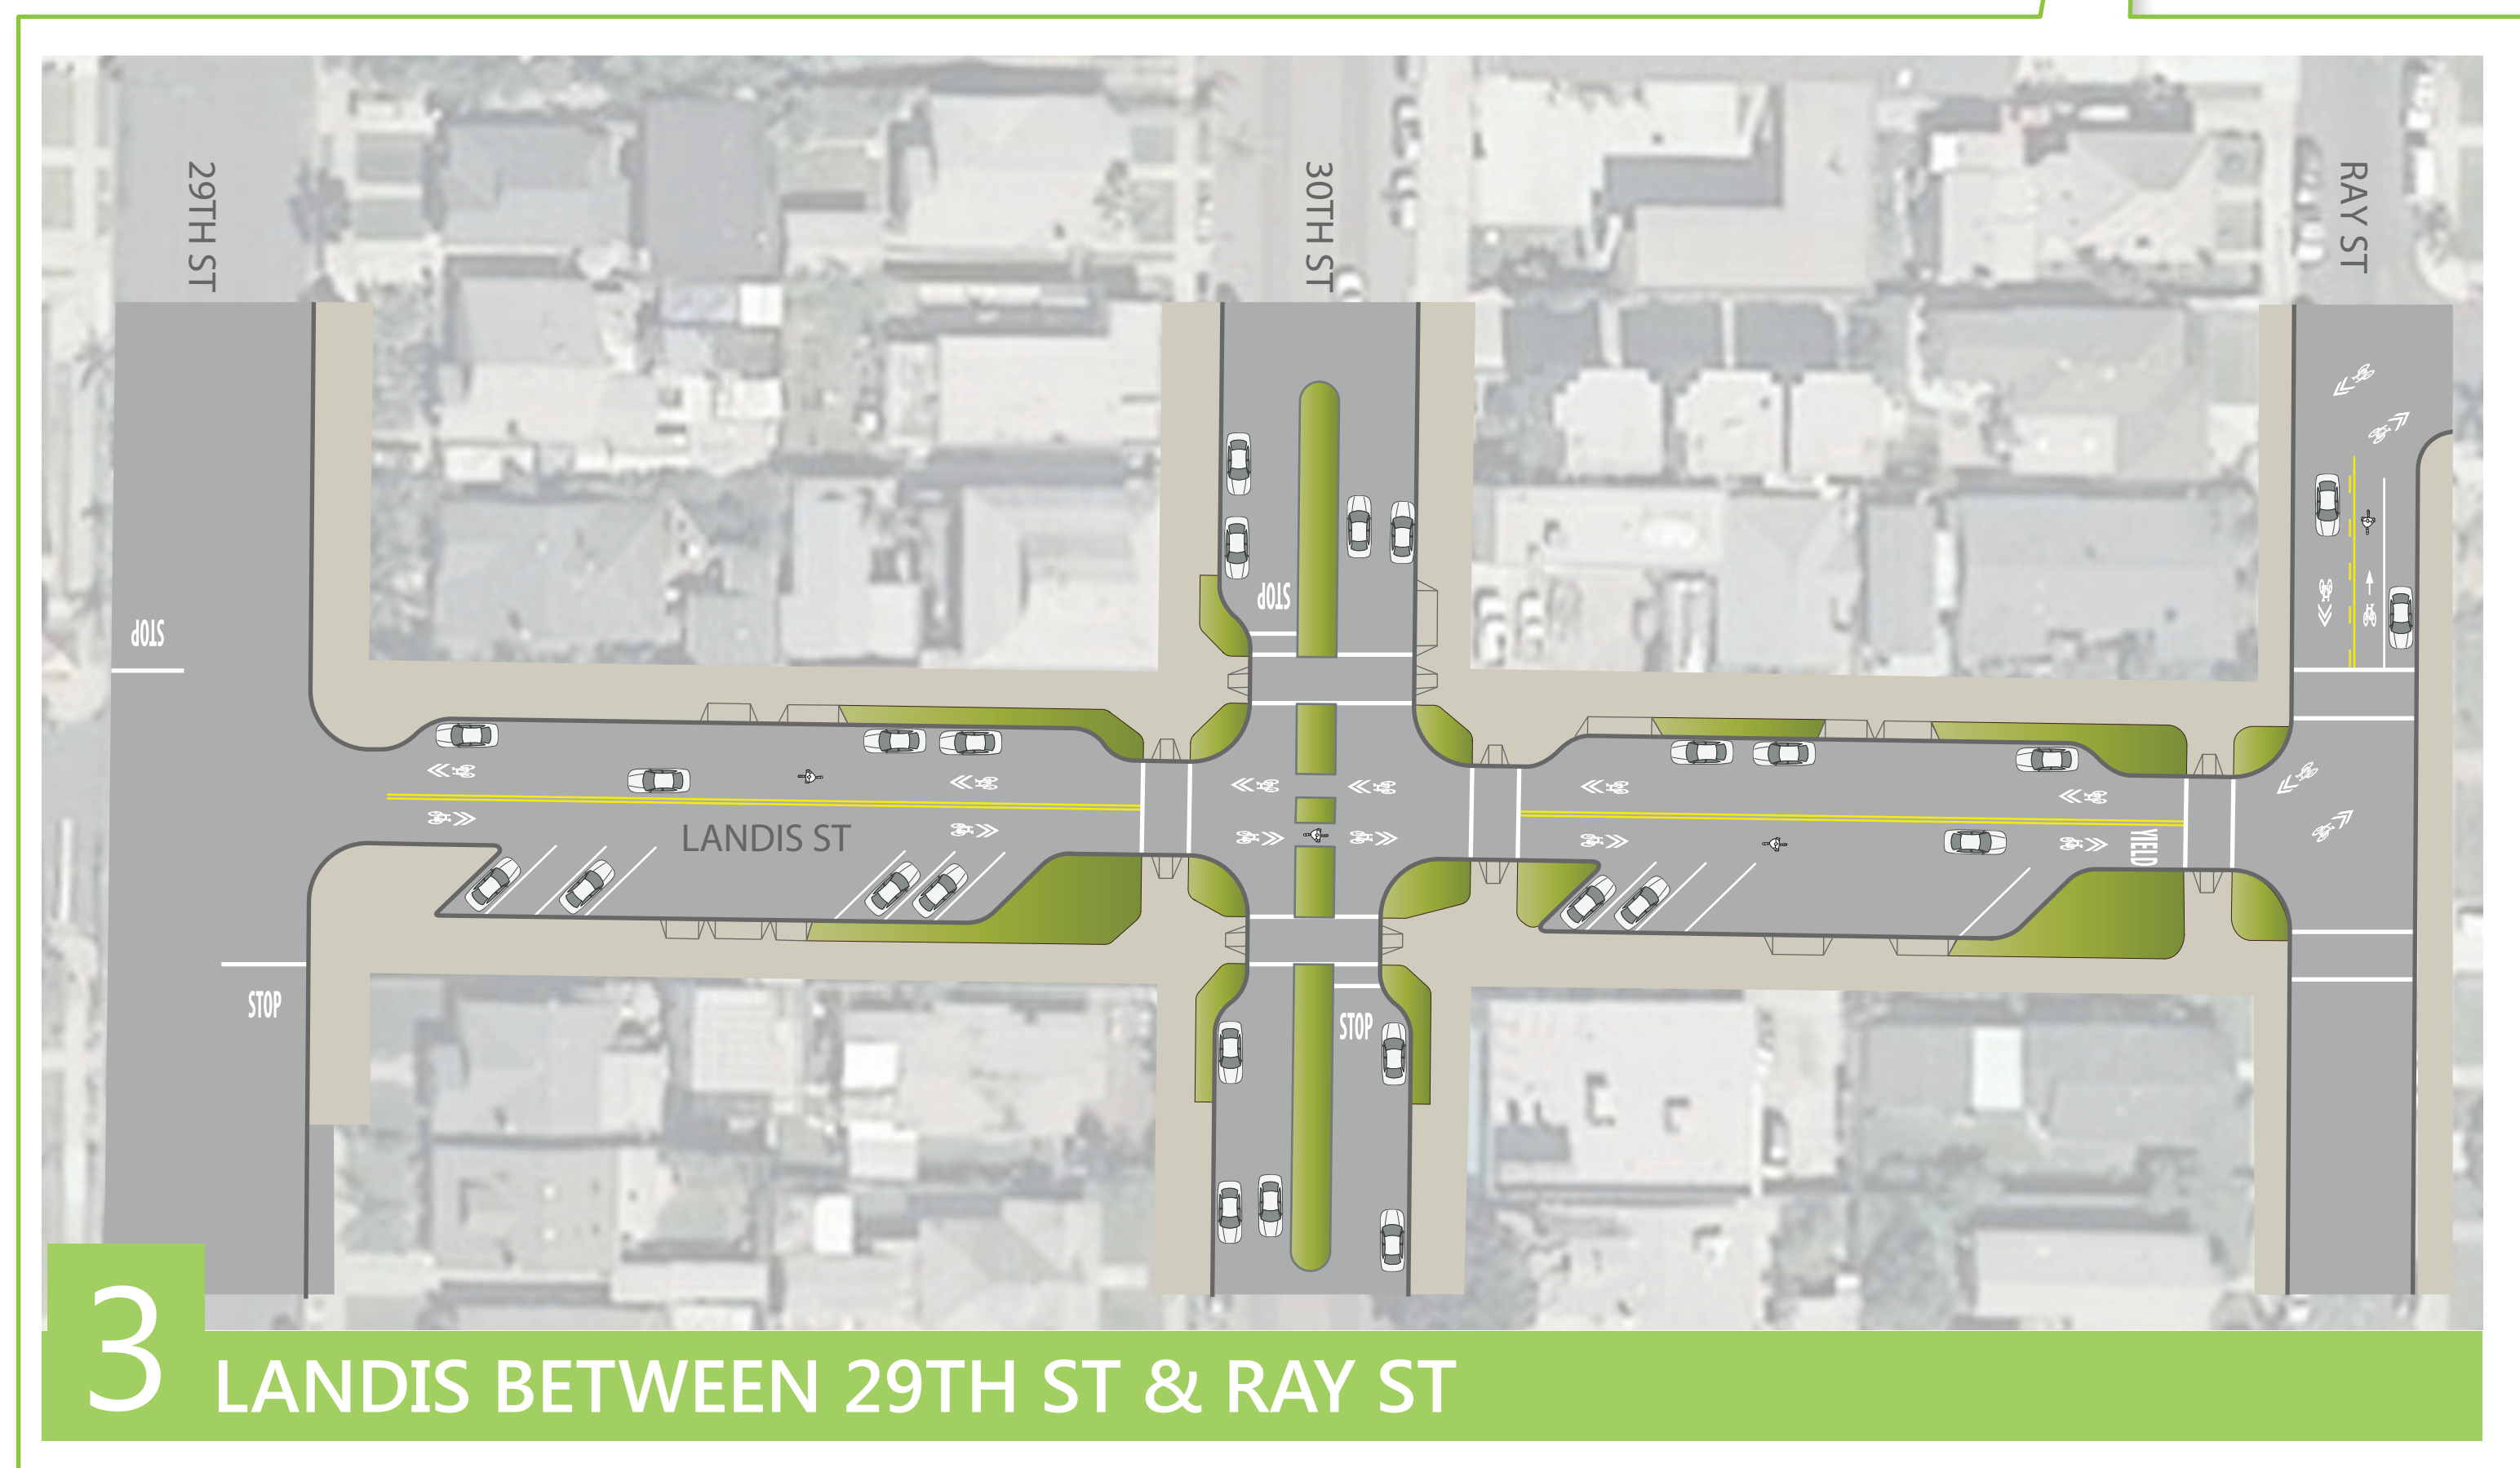 29TH ST
30TH ST
RAY ST
STOP
STOP
LANDIS ST
YIELD
STOP
STOP
3
LANDIS BETWEEN 29TH ST & RAY ST